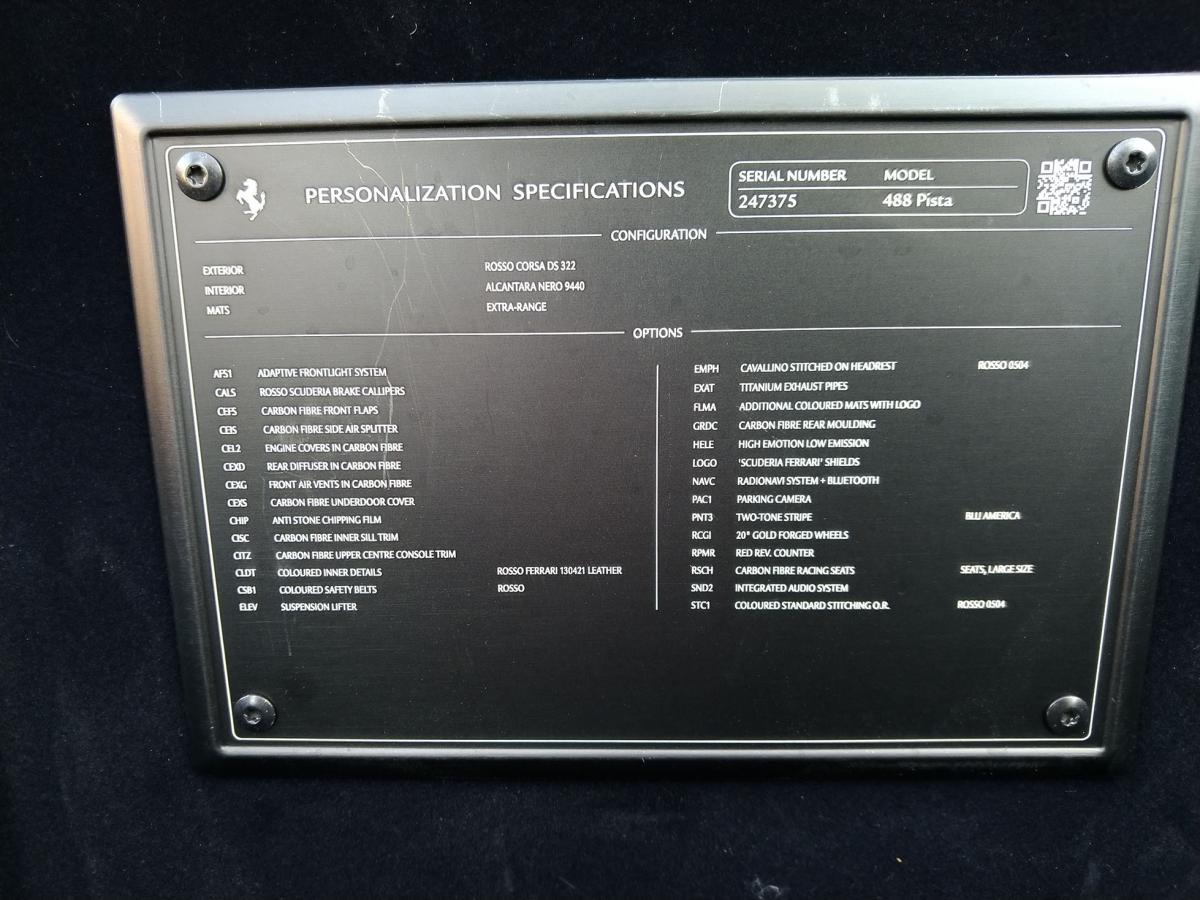 PERSONALIZATION SPECIFICATIONS
SERIAL NUMBER MODEL
247375 488 Pista
CONFIGURATION
EXTERIOR ROSSO CORSA DS 322
INTERIOR ALCANTARA NERO 9440
MATS EXTRA-RANGE
OPTIONS
AFS1 ADAPTIVE FRONTLIGHT SYSTEM
CALS ROSSO SCUDERIA BRAKE CALLIPERS
CEFS CARBON FIBRE FRONT FLAPS
CEIS CARBON FIBRE SIDE AIR SPLITTER
CEL2 ENGINE COVERS IN CARBON FIBRE
CEXD REAR DIFFUSER IN CARBON FIBRE
CEXG FRONT AIR VENTS IN CARBON FIBRE
CEXS CARBON FIBRE UNDERDOOR COVER
CHIP ANTI STONE CHIPPING FILM
CISC CARBON FIBRE INNER SILL TRIM
CITZ CARBON FIBRE UPPER CENTRE CONSOLE TRIM
CLDT COLOURED INNER DETAILS ROSSO FERRARI 130421 LEATHER
CSB1 COLOURED SAFETY BELTS ROSSO
ELEV SUSPENSION LIFTER
EMPH CAVALLINO STITCHED ON HEADREST ROSSO 0504
EXAT TITANIUM EXHAUST PIPES
FLMA ADDITIONAL COLOURED MATS WITH LOGO
GRDC CARBON FIBRE REAR MOULDING
HELE HIGH EMOTION LOW EMISSION
LOGO 'SCUDERIA FERRARI' SHIELDS
NAVC RADIONAVI SYSTEM + BLUETOOTH
PAC1 PARKING CAMERA
PNT3 TWO-TONE STRIPE BLU AMERICA
RCGI 20" GOLD FORGED WHEELS
RPMR RED REV. COUNTER
RSCH CARBON FIBRE RACING SEATS SEATS, LARGE SIZE
SND2 INTEGRATED AUDIO SYSTEM
STC1 COLOURED STANDARD STITCHING O.R. ROSSO 0504